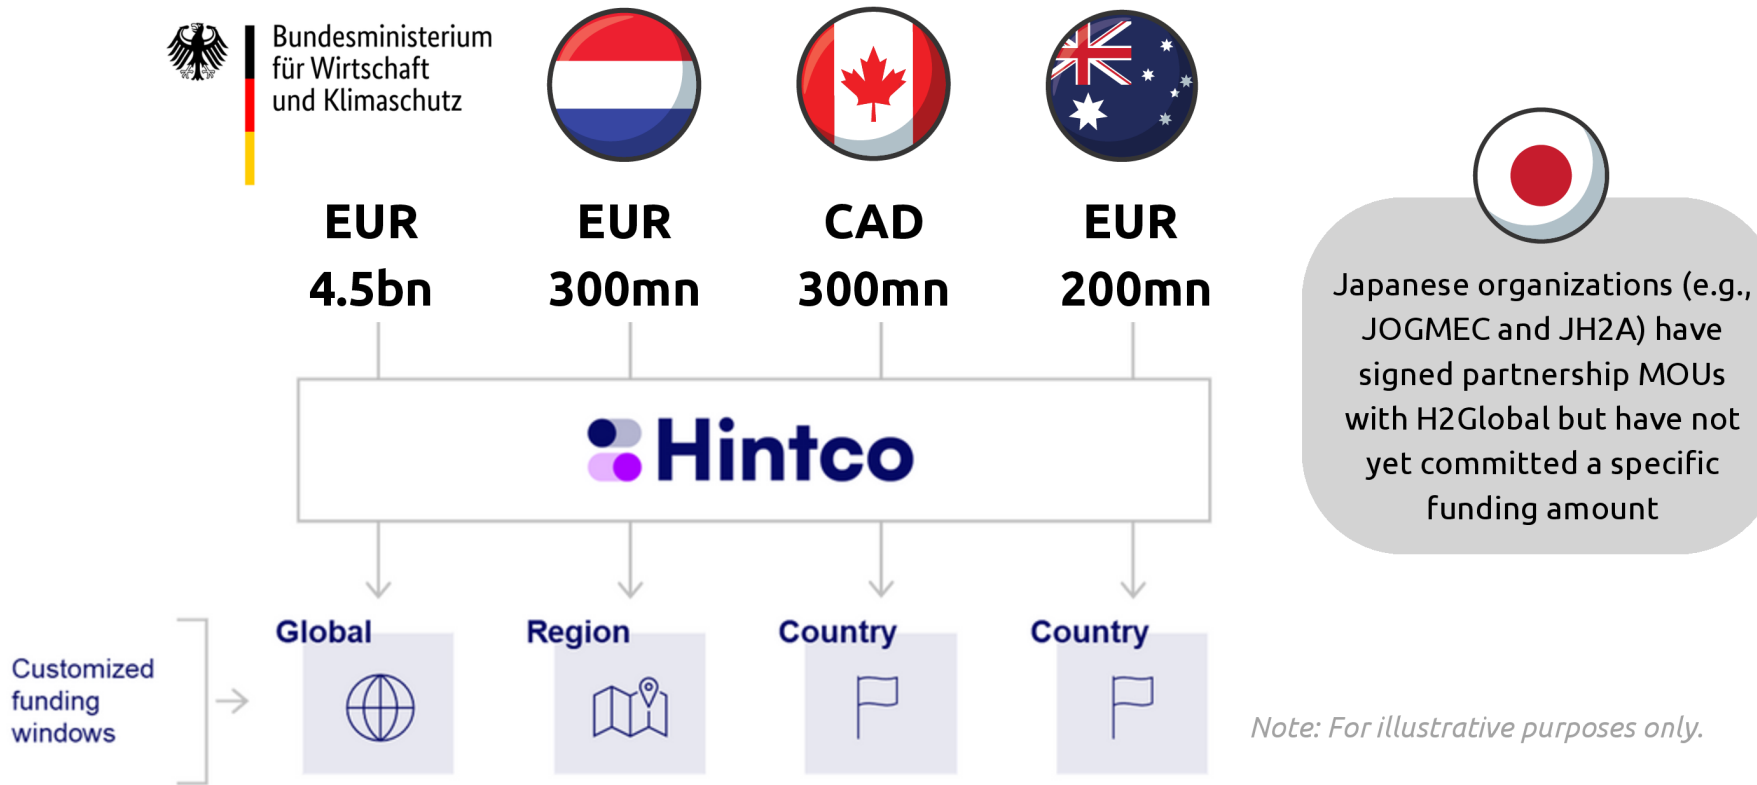 Bundesministerium
für Wirtschaft
und Klimaschutz
EUR
4.5bn
EUR
300mn
CAD
300mn
EUR
200mn
Japanese organizations (e.g.,
JOGMEC and JH2A) have
signed partnership MOUs
with H2Global but have not
yet committed a specific
funding amount
Hintco
Customized
funding
windows
Global
Region
Country
Country
Note: For illustrative purposes only.